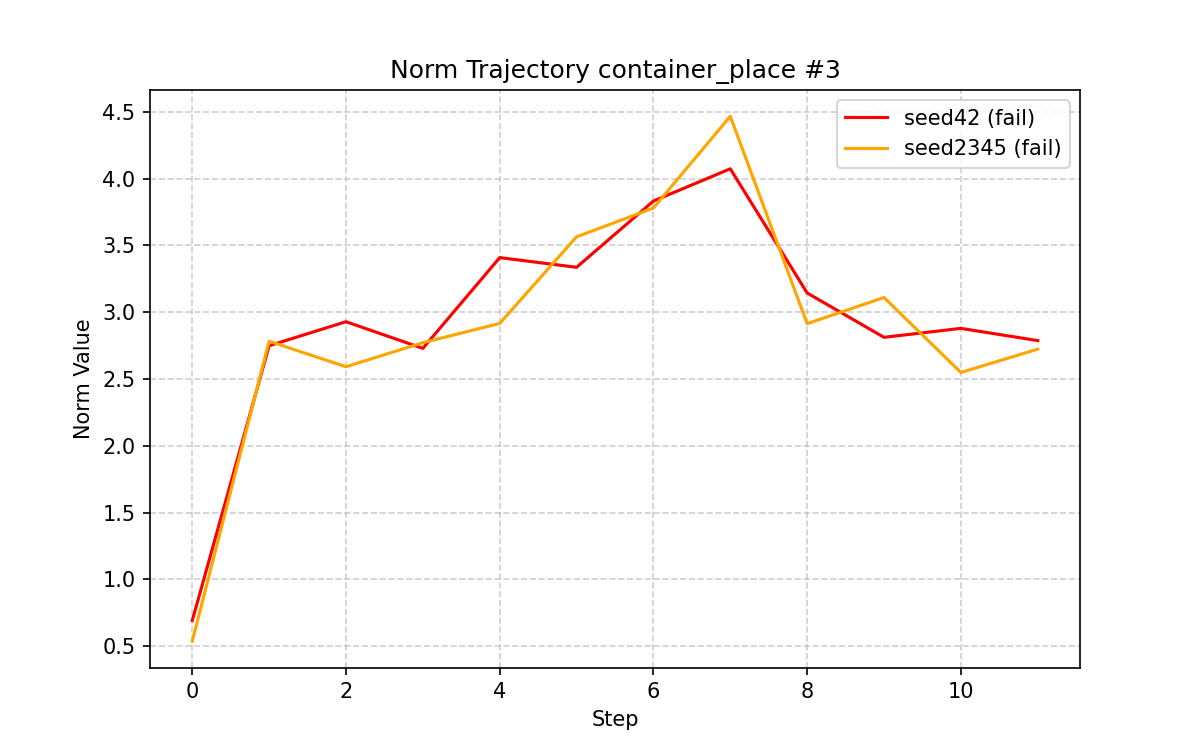 Norm Trajectory container_place #3
seed42 (fail)
seed2345 (fail)
Norm Value
4.5
4.0
3.5
3.0
2.5
2.0
1.5
1.0
0.5
0 2 4 6 8 10
Step